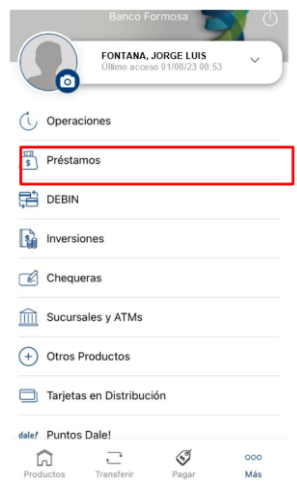 Banco Formosa
FONTANA, JORGE LUIS
Último acceso 01/08/23 08:53
Operaciones
$
Préstamos
DEBIN
$
Inversiones
Chequeras
Sucursales y ATMs
Otros Productos
Tarjetas en Distribución
dale!
Puntos Dale!
Productos
Transferir
Pagar
Más